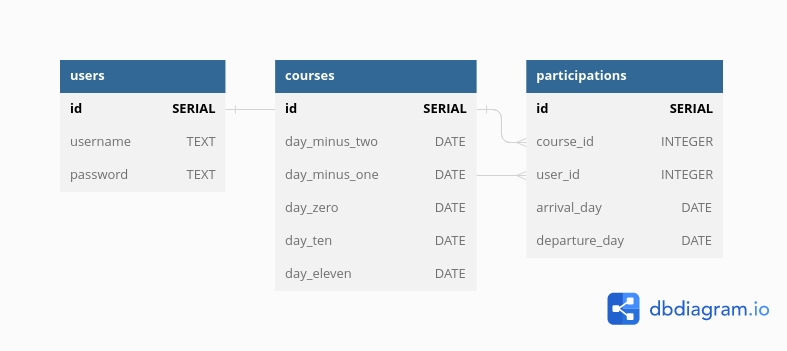 users
id SERIAL
username TEXT
password TEXT
courses
id SERIAL
day_minus_two DATE
day_minus_one DATE
day_zero DATE
day_ten DATE
day_eleven DATE
participations
id SERIAL
course_id INTEGER
user_id INTEGER
arrival_day DATE
departure_day DATE
dbdiagram.io